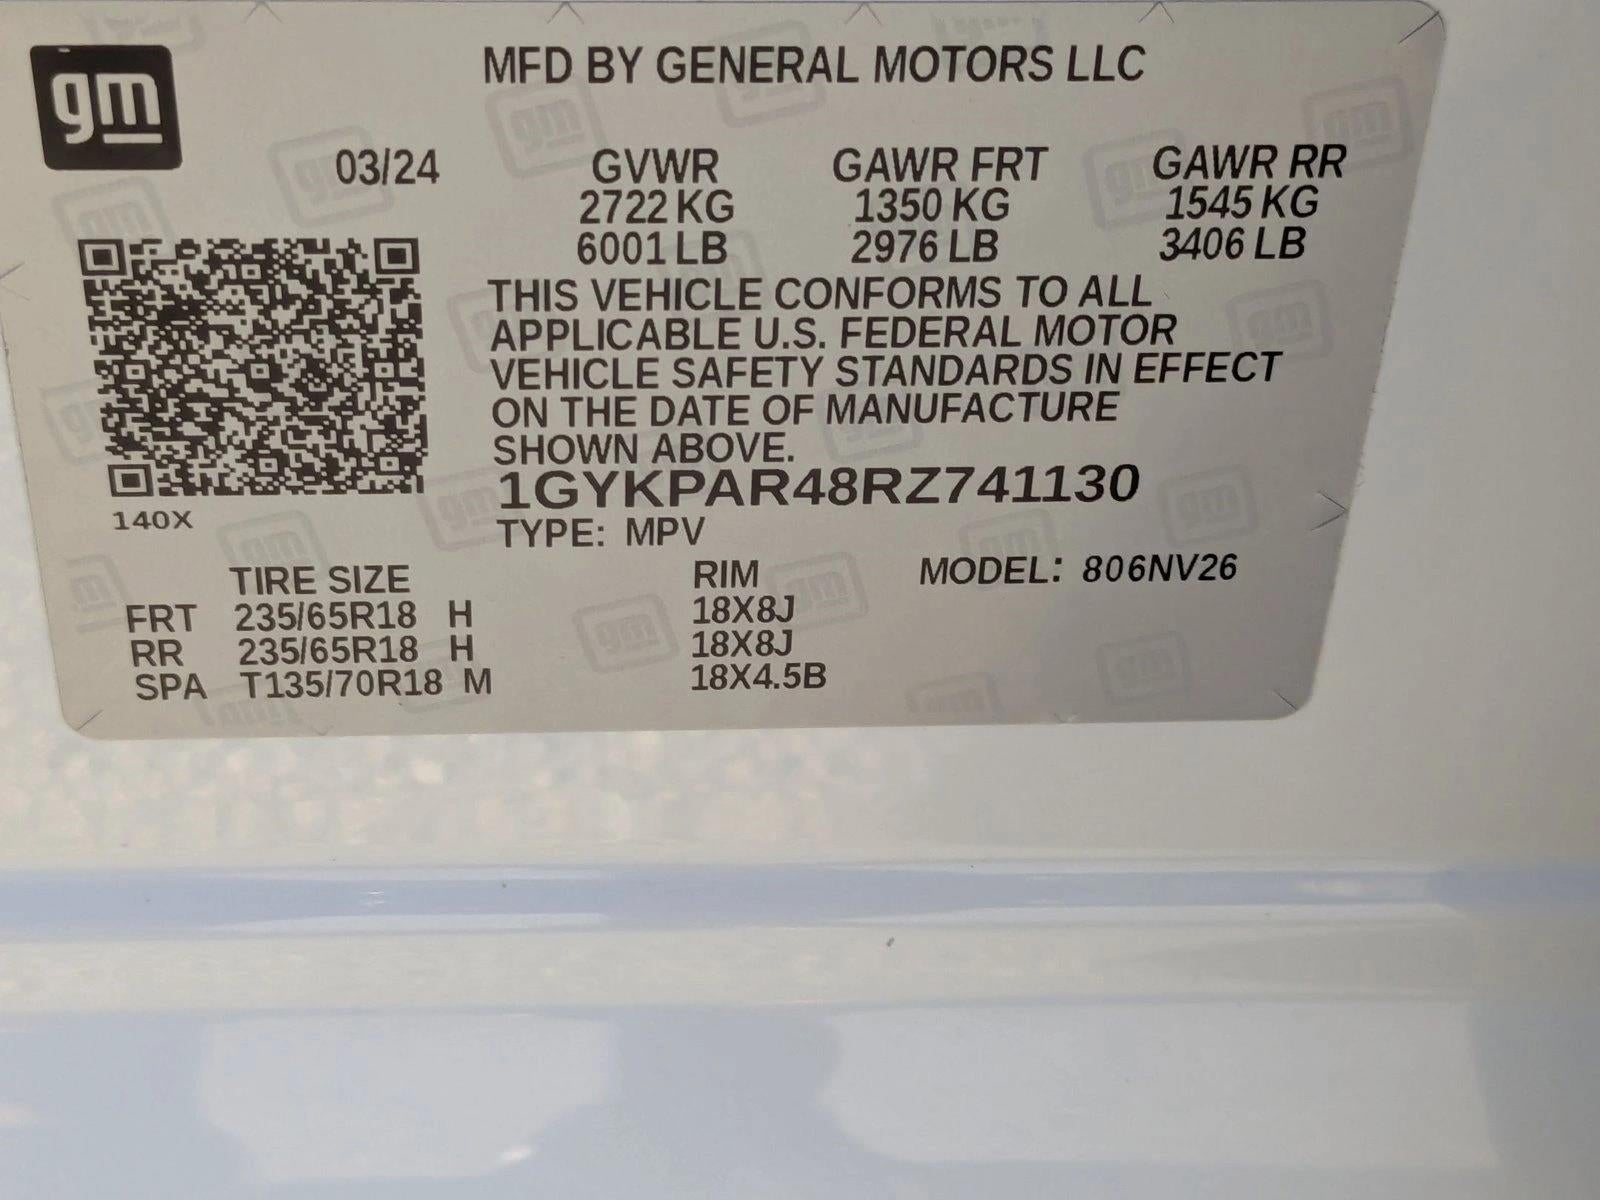 gm
MFD BY GENERAL MOTORS LLC
03/24 GVWR GAWR FRT GAWR RR
2722 KG 1350 KG 1545 KG
6001 LB 2976 LB 3406 LB
THIS VEHICLE CONFORMS TO ALL
APPLICABLE U.S. FEDERAL MOTOR
VEHICLE SAFETY STANDARDS IN EFFECT
ON THE DATE OF MANUFACTURE
SHOWN ABOVE.
1GYKPAR48RZ741130
140X
TYPE: MPV
TIRE SIZE RIM MODEL: 806NV26
FRT 235/65R18 H 18X8J
RR 235/65R18 H 18X8J
SPA T135/70R18 M 18X4.5B